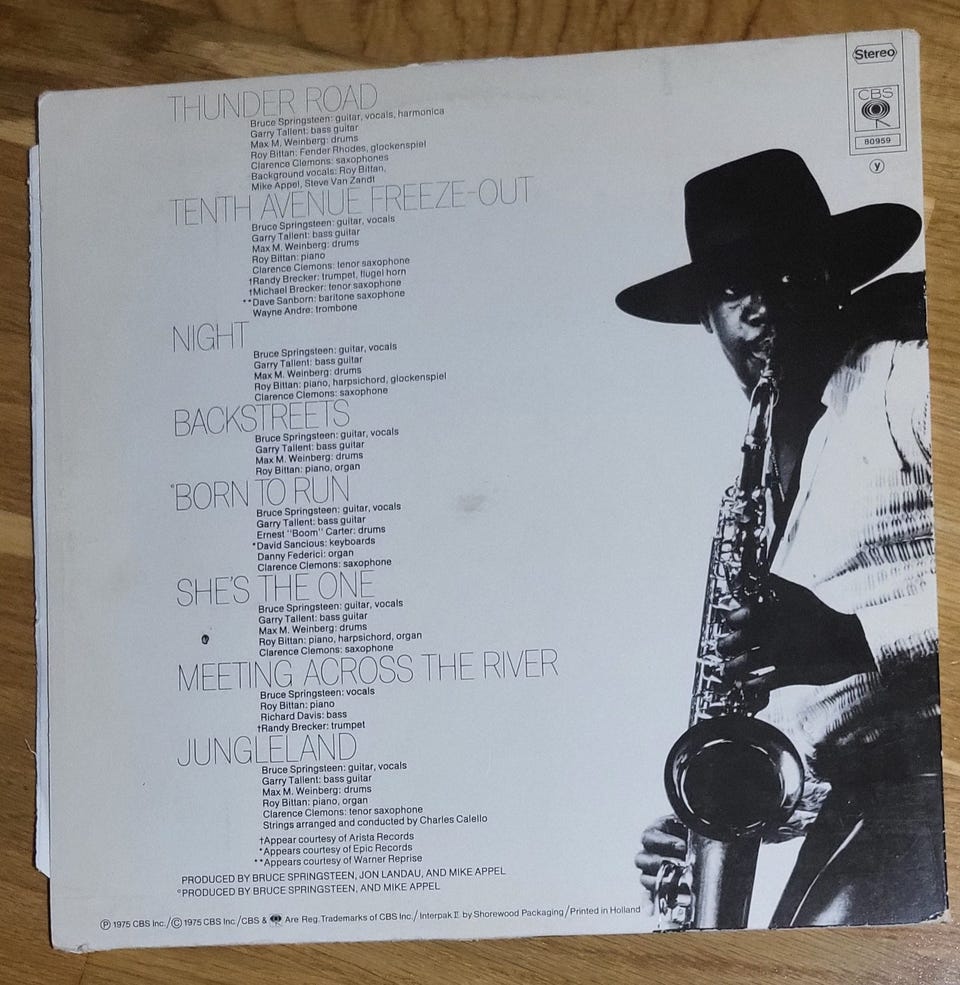 Stereo
CBS
80959
y
THUNDER ROAD
Bruce Springsteen: guitar, vocals, harmonica
Garry Tallent: bass guitar
Max M. Weinberg: drums
Roy Bittan: Fender Rhodes, glockenspiel
Clarence Clemons: saxophones
Background vocals: Roy Bittan,
Mike Appel, Steve Van Zandt
TENTH AVENUE FREEZE-OUT
Bruce Springsteen: guitar, vocals
Garry Tallent: bass guitar
Max M. Weinberg: drums
Roy Bittan: piano
Clarence Clemons: tenor saxophone
†Randy Brecker: trumpet, flugel horn
†Michael Brecker: tenor saxophone
**Dave Sanborn: baritone saxophone
Wayne Andre: trombone
NIGHT
Bruce Springsteen: guitar, vocals
Garry Tallent: bass guitar
Max M. Weinberg: drums
Roy Bittan: piano, harpsichord, glockenspiel
Clarence Clemons: saxophone
BACKSTREETS
Bruce Springsteen: guitar, vocals
Garry Tallent: bass guitar
Max M. Weinberg: drums
Roy Bittan: piano, organ
°BORN TO RUN
Bruce Springsteen: guitar, vocals
Garry Tallent: bass guitar
Ernest "Boom" Carter: drums
*David Sancious: keyboards
Danny Federici: organ
Clarence Clemons: saxophone
SHE'S THE ONE
Bruce Springsteen: guitar, vocals
Garry Tallent: bass guitar
Max M. Weinberg: drums
Roy Bittan: piano, harpsichord, organ
Clarence Clemons: saxophone
MEETING ACROSS THE RIVER
Bruce Springsteen: vocals
Roy Bittan: piano
Richard Davis: bass
†Randy Brecker: trumpet
JUNGLELAND
Bruce Springsteen: guitar, vocals
Garry Tallent: bass guitar
Max M. Weinberg: drums
Roy Bittan: piano, organ
Clarence Clemons: tenor saxophone
Strings arranged and conducted by Charles Calello
†Appear courtesy of Arista Records
*Appears courtesy of Epic Records
**Appears courtesy of Warner Reprise
PRODUCED BY BRUCE SPRINGSTEEN, JON LANDAU, AND MIKE APPEL
°PRODUCED BY BRUCE SPRINGSTEEN, AND MIKE APPEL
Ⓟ 1975 CBS Inc./Ⓒ 1975 CBS Inc./CBS & Are Reg. Trademarks of CBS Inc./Interpak II by Shorewood Packaging/Printed in Holland